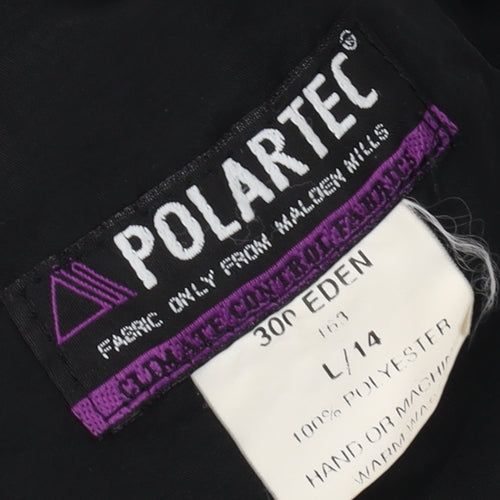 POLARTEC®
FABRIC ONLY FROM MALDEN MILLS
CLIMATE CONTROL FABRICS
300 EDEN
163
L/14
100% POLYESTER
HAND OR MACHIN
WARM WAS